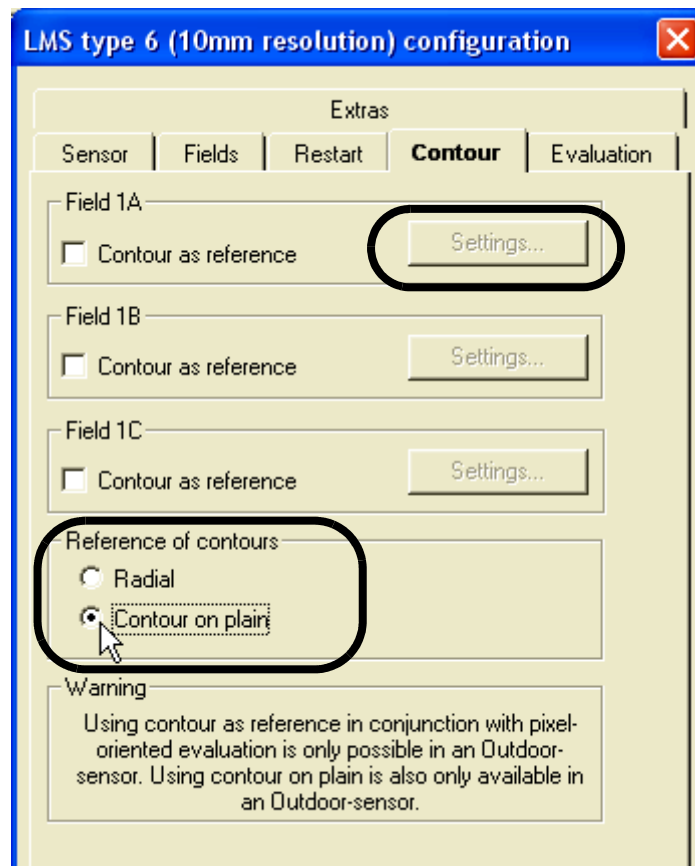 LMS type 6 (10mm resolution) configuration
Extras
Sensor Fields Restart Contour Evaluation
Field 1A
Contour as reference Settings...
Field 1B
Contour as reference Settings...
Field 1C
Contour as reference Settings...
Reference of contours
Radial
Contour on plain
Warning
Using contour as reference in conjunction with pixel-
oriented evaluation is only possible in an Outdoor-
sensor. Using contour on plain is also only available in
an Outdoor-sensor.